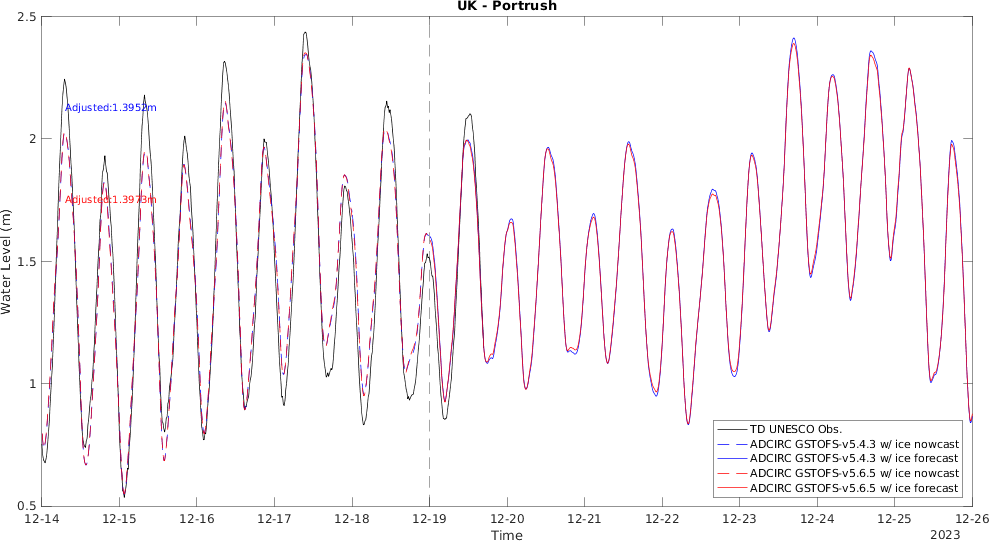 UK - Portrush
2.5
2
1.5
1
0.5
Water Level (m)
Adjusted:1.3952m
Adjusted:1.3973m
TD UNESCO Obs.
ADCIRC GSTOFS-v5.4.3 w/ ice nowcast
ADCIRC GSTOFS-v5.4.3 w/ ice forecast
ADCIRC GSTOFS-v5.6.5 w/ ice nowcast
ADCIRC GSTOFS-v5.6.5 w/ ice forecast
12-14 12-15 12-16 12-17 12-18 12-19 12-20 12-21 12-22 12-23 12-24 12-25 12-26
Time
2023